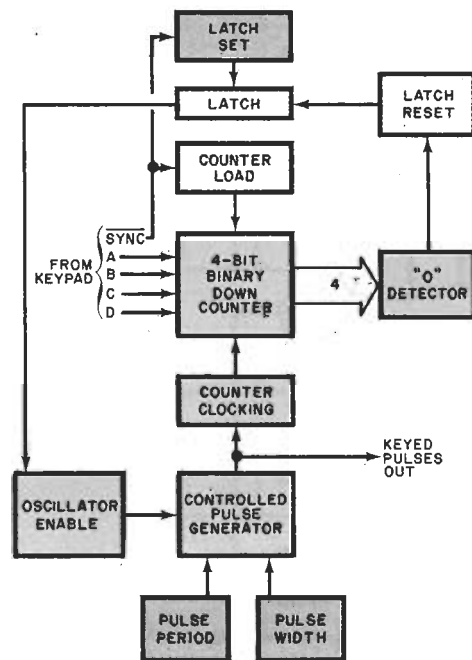 LATCH
SET
LATCH
LATCH
RESET
COUNTER
LOAD
SYNC
FROM
KEYPAD
A
B
C
D
4-BIT
BINARY
DOWN
COUNTER
4
"O"
DETECTOR
COUNTER
CLOCKING
KEYED
PULSES
OUT
OSCILLATOR
ENABLE
CONTROLLED
PULSE
GENERATOR
PULSE
PERIOD
PULSE
WIDTH